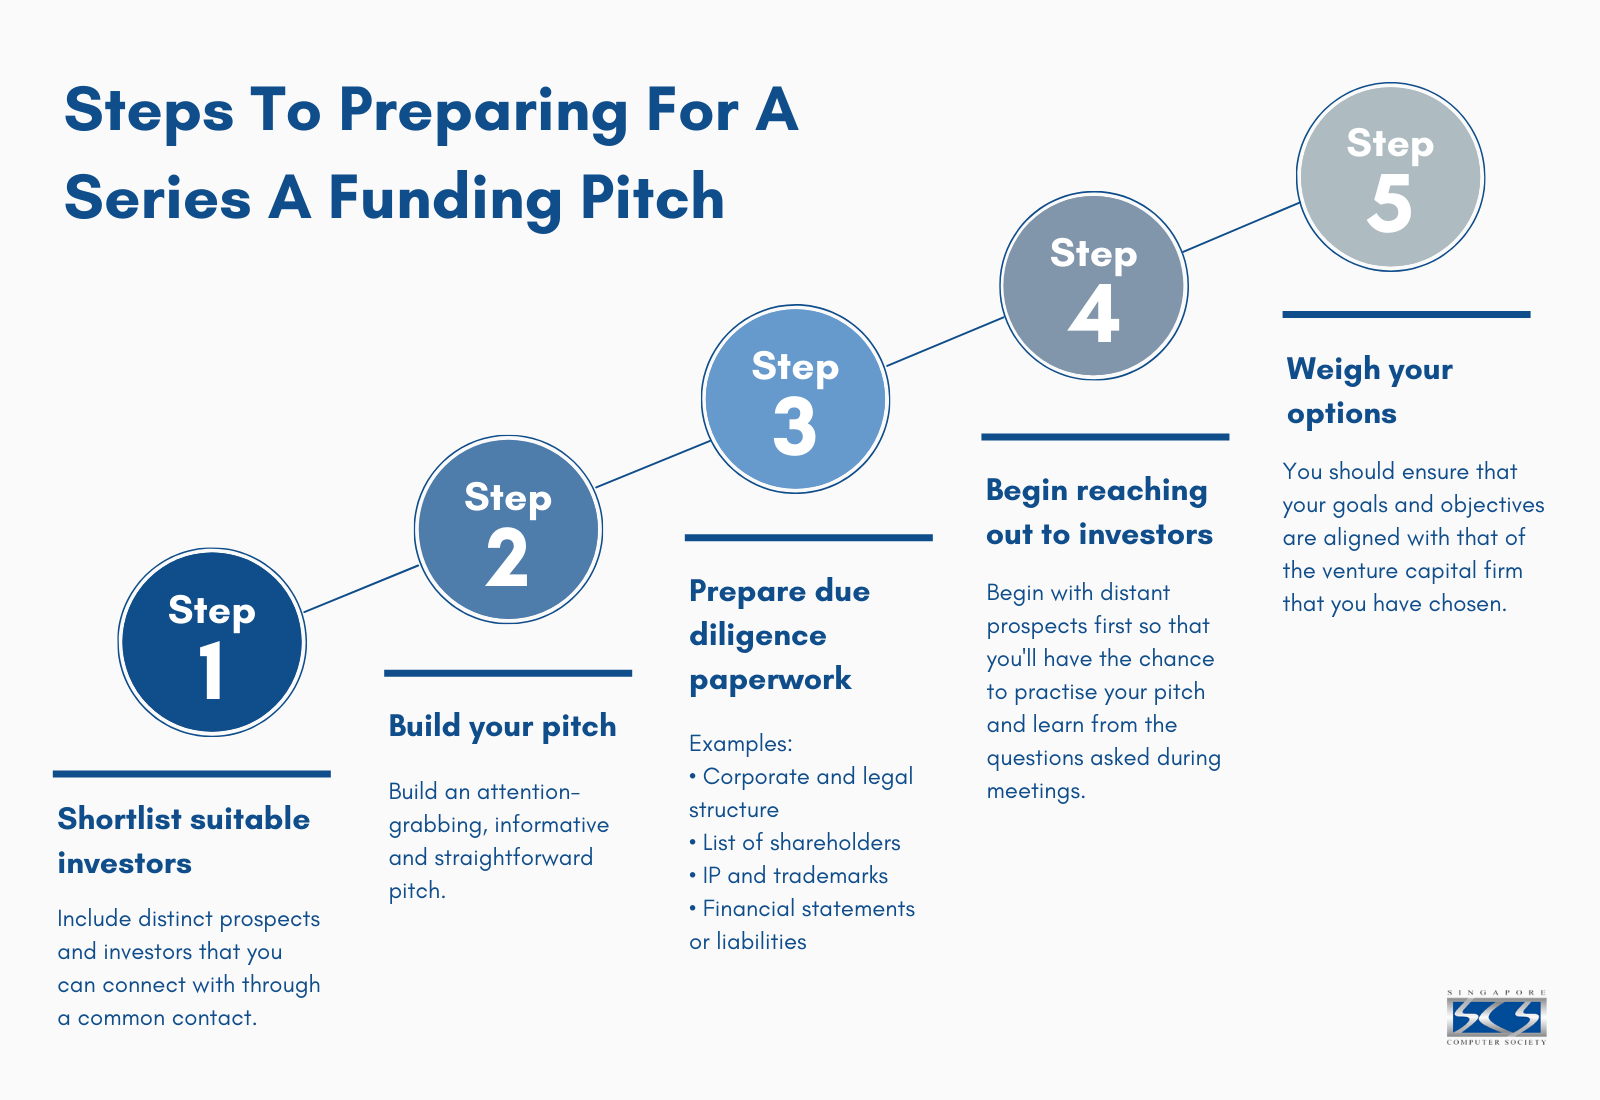 Steps To Preparing For A
Series A Funding Pitch
Step
1
Shortlist suitable
investors
Include distinct prospects
and investors that you
can connect with through
a common contact.
Step
2
Build your pitch
Build an attention-
grabbing, informative
and straightforward
pitch.
Step
3
Prepare due
diligence
paperwork
Examples:
• Corporate and legal
structure
• List of shareholders
• IP and trademarks
• Financial statements
or liabilities
Step
4
Begin reaching
out to investors
Begin with distant
prospects first so that
you'll have the chance
to practise your pitch
and learn from the
questions asked during
meetings.
Step
5
Weigh your
options
You should ensure that
your goals and objectives
are aligned with that of
the venture capital firm
that you have chosen.
SINGAPORE
SCS
COMPUTER SOCIETY